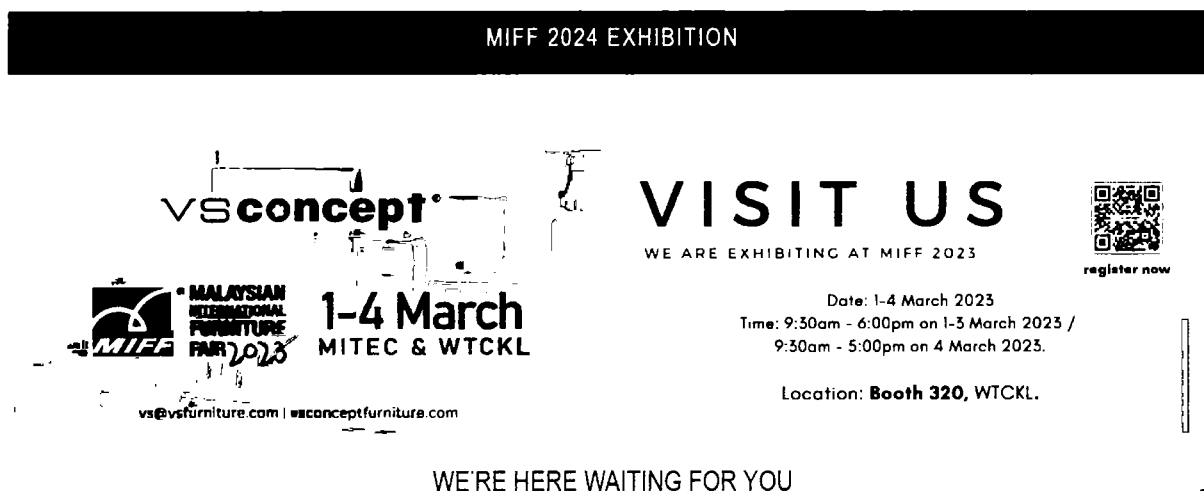 MIFF 2024 EXHIBITION
vsconcept
MIFF
MALAYSIAN
INTERNATIONAL
FURNITURE
FAIR 2023
1-4 March
MITEC & WTCKL
vs@vsfurniture.com | vsconceptfurniture.com
VISIT US
WE ARE EXHIBITING AT MIFF 2023
register now
Date: 1-4 March 2023
Time: 9:30am - 6:00pm on 1-3 March 2023 /
9:30am - 5:00pm on 4 March 2023.
Location: Booth 320, WTCKL.
WE'RE HERE WAITING FOR YOU